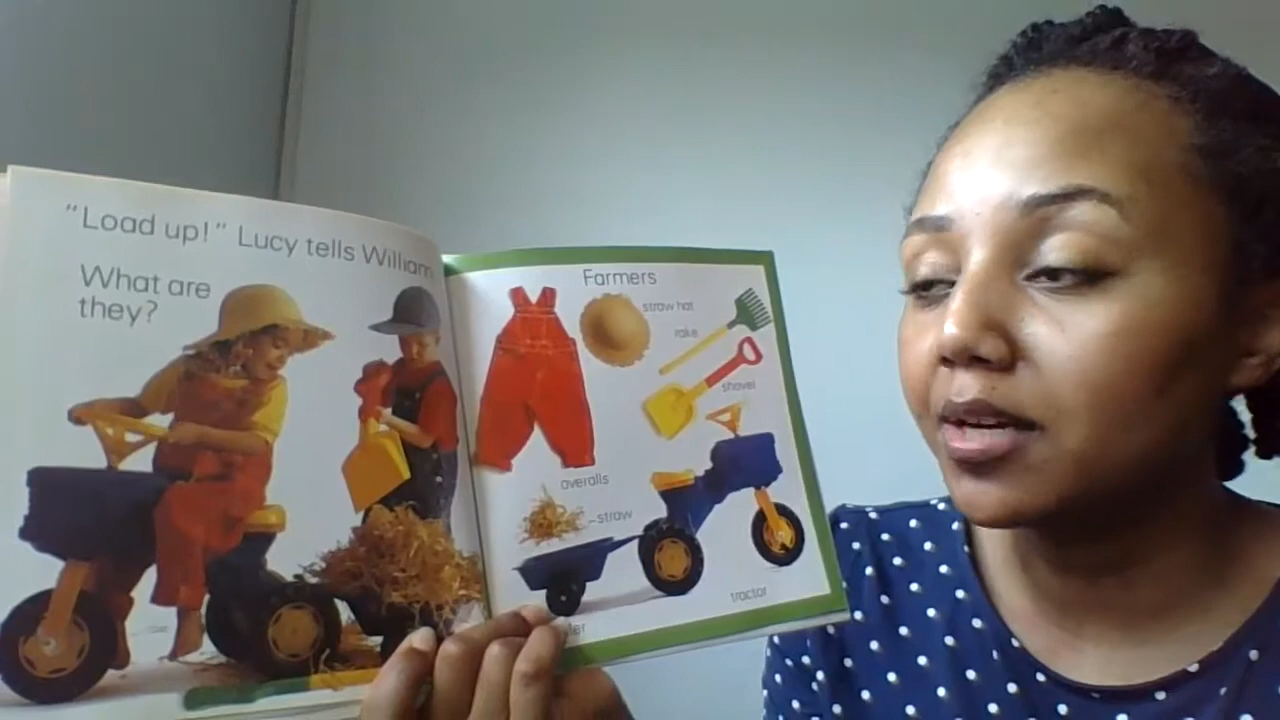 “Load up!” Lucy tells William
What are
they?
Farmers
straw hat
rake
shovel
overalls
straw
tractor